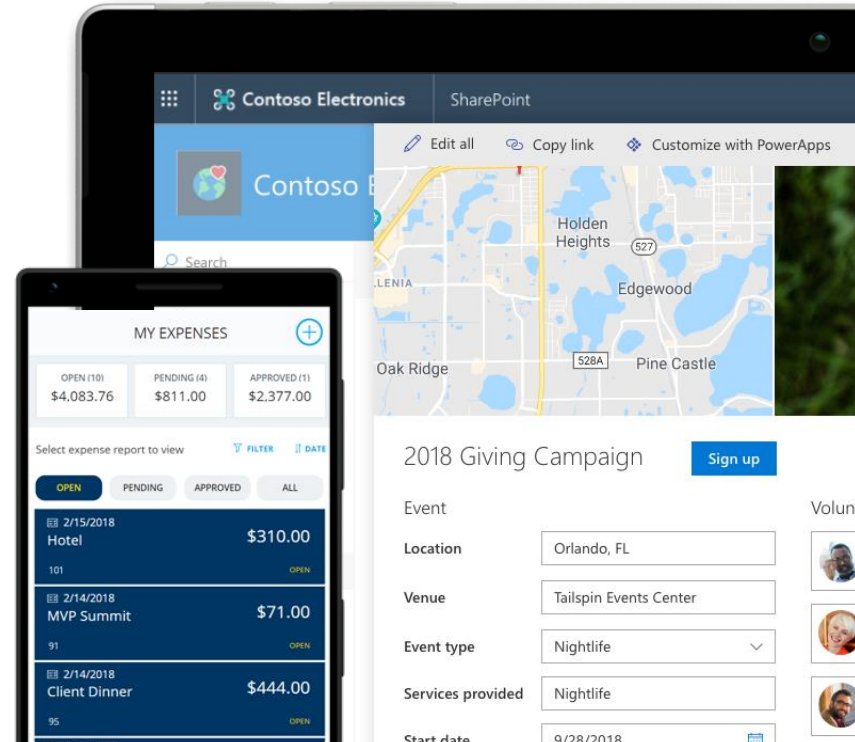 Contoso Electronics
SharePoint
Edit all
Copy link
Customize with PowerApps
Contoso
Search
Holden
Heights
527
LENIA
Edgewood
Oak Ridge
528A
Pine Castle
2018 Giving Campaign
Sign up
Event
Location
Orlando, FL
Venue
Tailspin Events Center
Event type
Nightlife
Services provided
Nightlife
Start date
9/28/2018
Volun
MY EXPENSES
OPEN (10)
PENDING (4)
APPROVED (1)
$4,083.76
$811.00
$2,377.00
Select expense report to view
FILTER
DATE
OPEN
PENDING
APPROVED
ALL
2/15/2018
Hotel
$310.00
101
OPEN
2/14/2018
MVP Summit
$71.00
91
OPEN
2/14/2018
Client Dinner
$444.00
95
OPEN